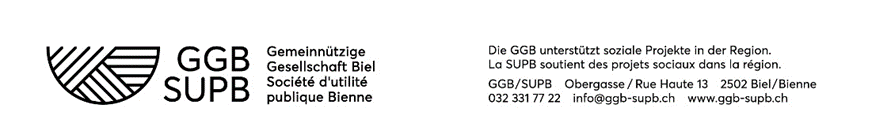 GGB
SUPB
Gemeinnützige
Gesellschaft Biel
Société d'utilité
publique Bienne
Die GGB unterstützt soziale Projekte in der Region.
La SUPB soutient des projets sociaux dans la région.
GGB/SUPB Obergasse / Rue Haute 13 2502 Biel/Bienne
032 331 77 22 info@ggb-supb.ch www.ggb-supb.ch